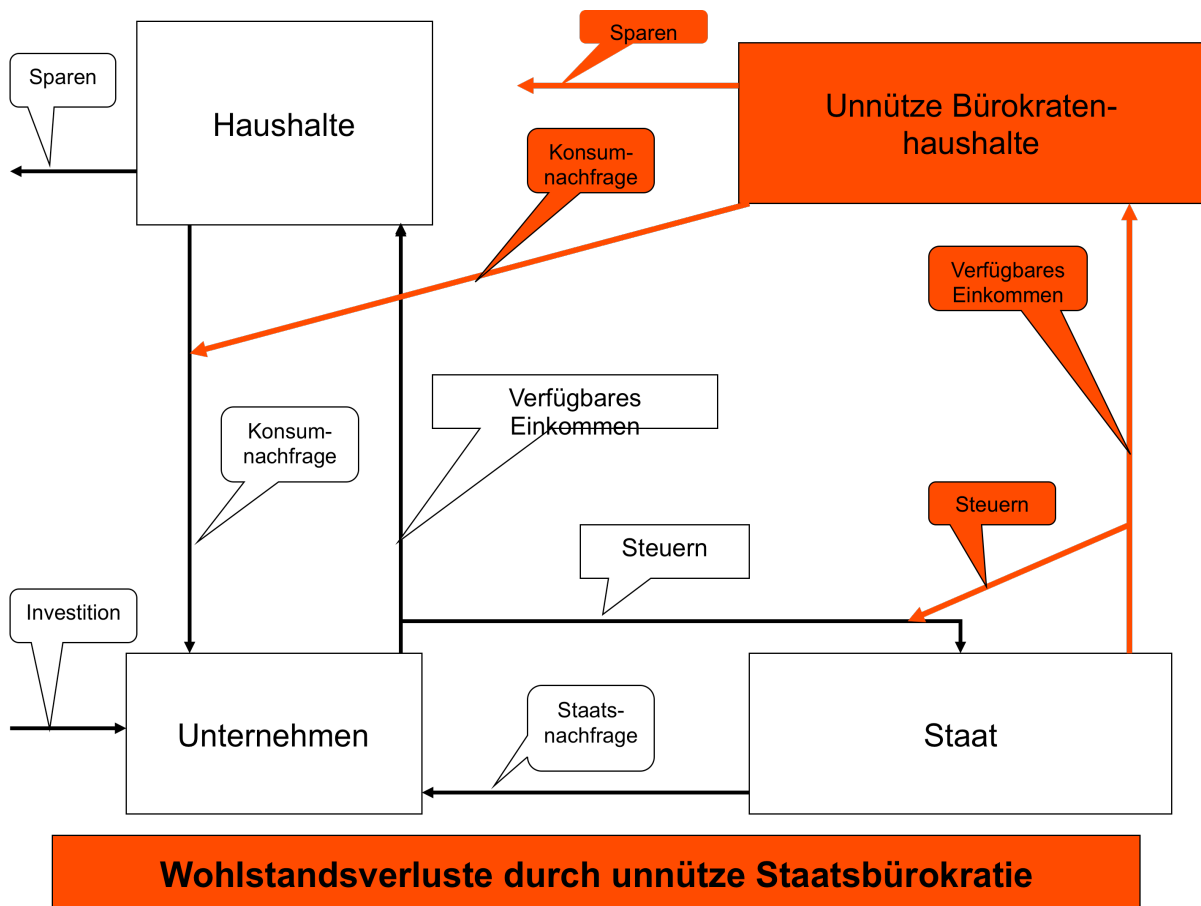 Sparen
Sparen
Haushalte
Unnütze Bürokraten-
haushalte
Konsum-
nachfrage
Verfügbares
Einkommen
Verfügbares
Einkommen
Konsum-
nachfrage
Steuern
Steuern
Investition
Unternehmen
Staats-
nachfrage
Staat
Wohlstandsverluste durch unnütze Staatsbürokratie